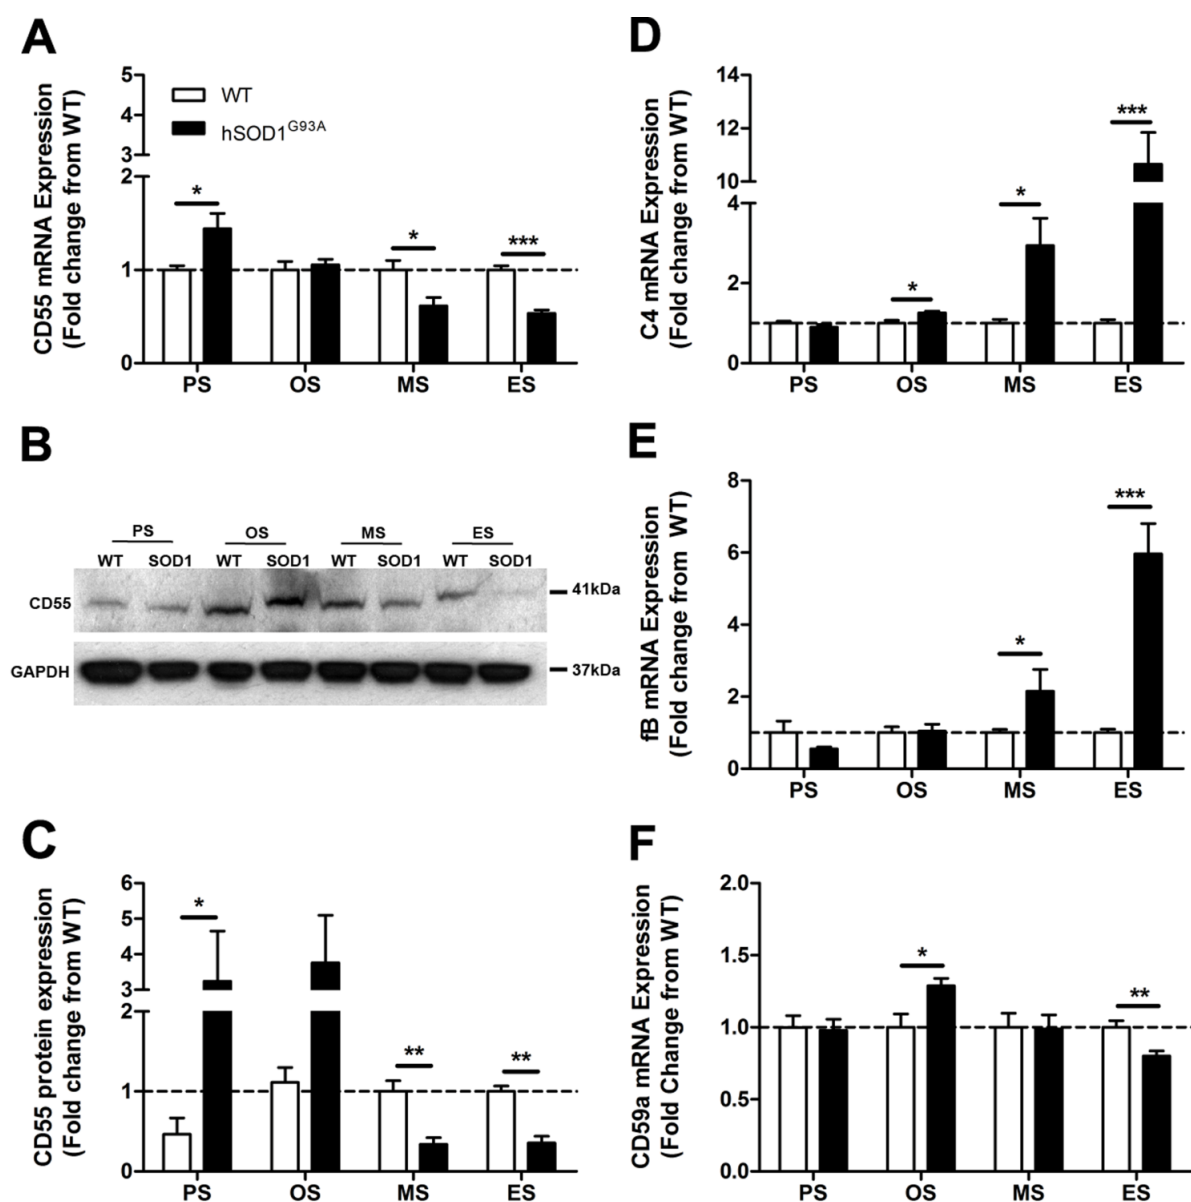 A
CD55 mRNA Expression
(Fold change from WT)
5
4
3
2
1
0
WT
hSOD1G93A
*
*
***
PS OS MS ES
B
PS OS MS ES
WT SOD1 WT SOD1 WT SOD1 WT SOD1
CD55
41kDa
GAPDH
37kDa
C
CD55 protein expression
(Fold change from WT)
6
5
4
3
2
1
0
*
**
**
PS OS MS ES
D
C4 mRNA Expression
(Fold change from WT)
14
12
10
4
2
0
*
*
***
PS OS MS ES
E
fB mRNA Expression
(Fold change from WT)
8
6
4
2
0
*
***
PS OS MS ES
F
CD59a mRNA Expression
(Fold Change from WT)
2.0
1.5
1.0
0.5
0.0
*
**
PS OS MS ES